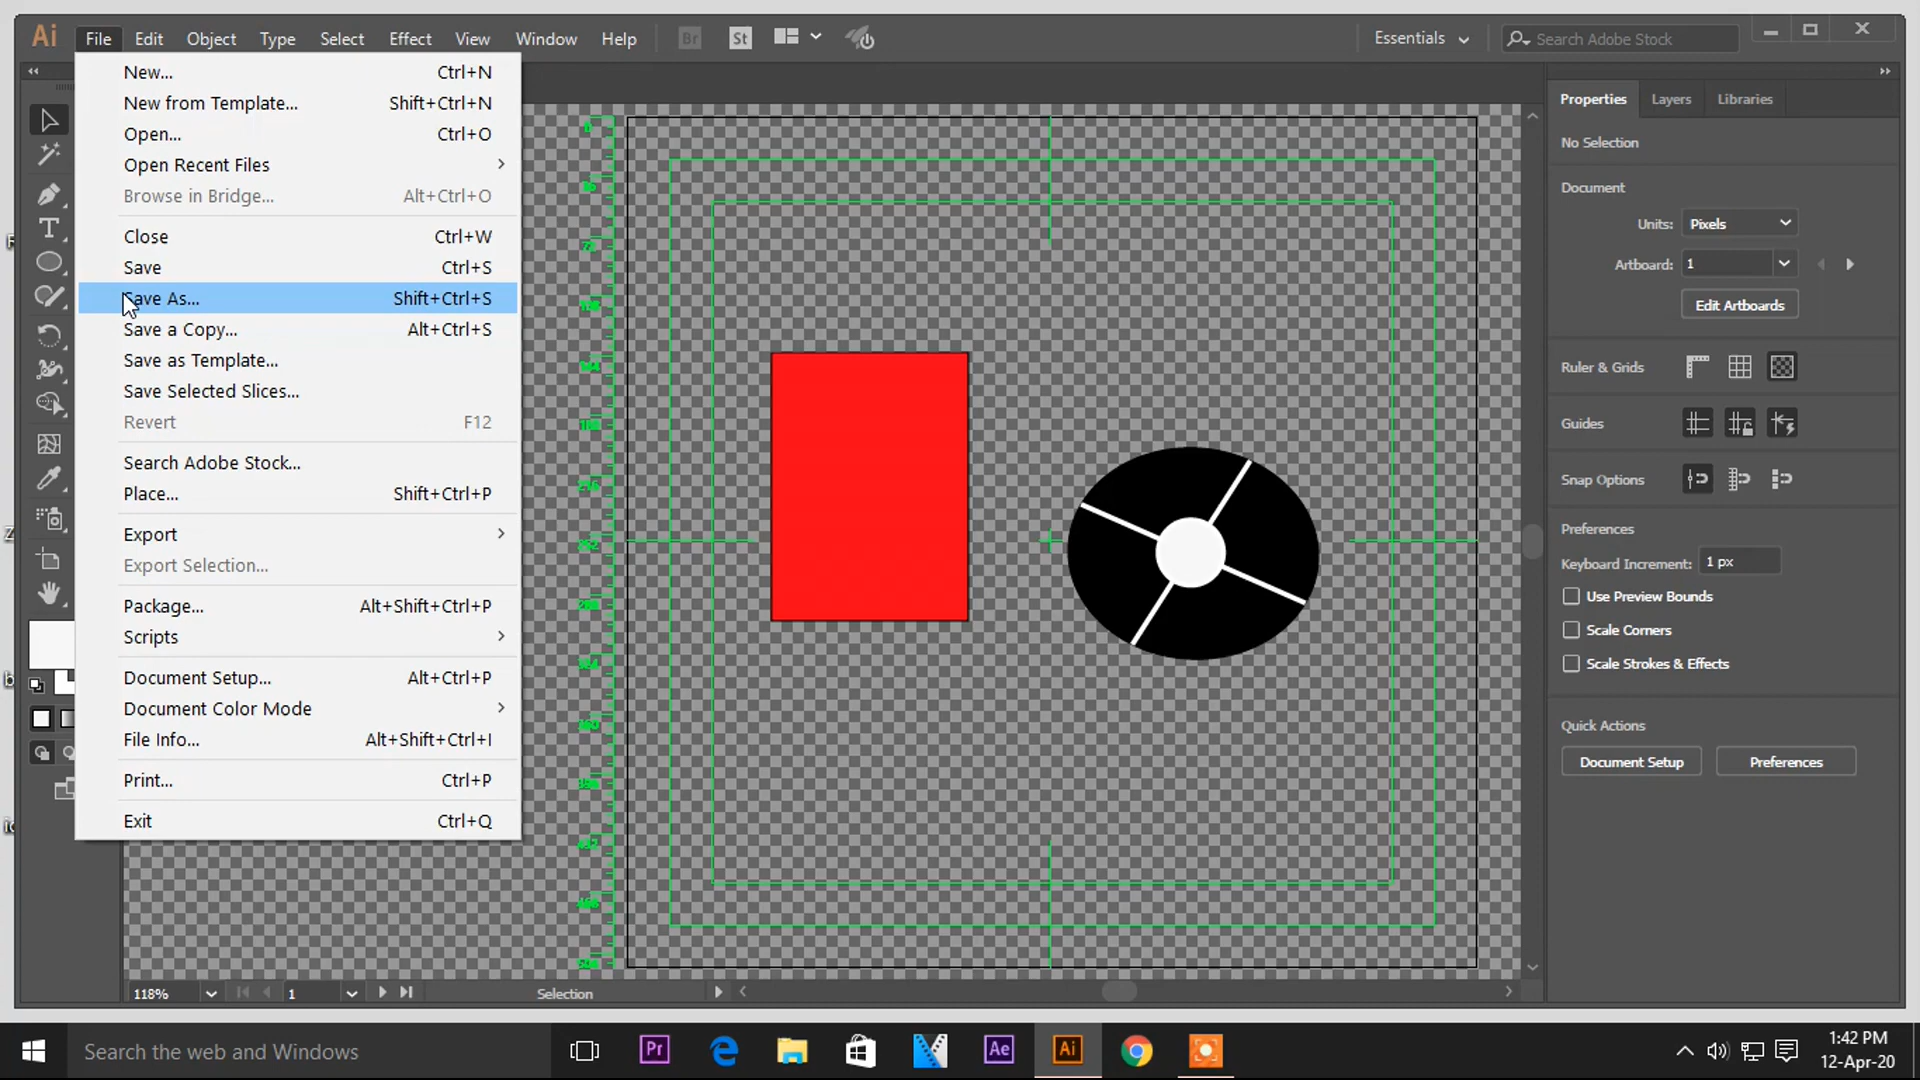 Ai File Edit Object Type Select Effect View Window Help Br St Essentials Search Adobe Stock
New... Ctrl+N
New from Template... Shift+Ctrl+N
Open... Ctrl+O
Open Recent Files
Browse in Bridge... Alt+Ctrl+O
Close Ctrl+W
Save Ctrl+S
Save As... Shift+Ctrl+S
Save a Copy... Alt+Ctrl+S
Save as Template...
Save Selected Slices...
Revert F12
Search Adobe Stock...
Place... Shift+Ctrl+P
Export
Export Selection...
Package... Alt+Shift+Ctrl+P
Scripts
Document Setup... Alt+Ctrl+P
Document Color Mode
File Info... Alt+Shift+Ctrl+I
Print... Ctrl+P
Exit Ctrl+Q
Properties Layers Libraries
No Selection
Document
Units: Pixels
Artboard: 1
Edit Artboards
Ruler & Grids
Guides
Snap Options
Preferences
Keyboard Increment: 1 px
Use Preview Bounds
Scale Corners
Scale Strokes & Effects
Quick Actions
Document Setup Preferences
118% 1 Selection
Search the web and Windows Pr Ae Ai 1:42 PM
12-Apr-20